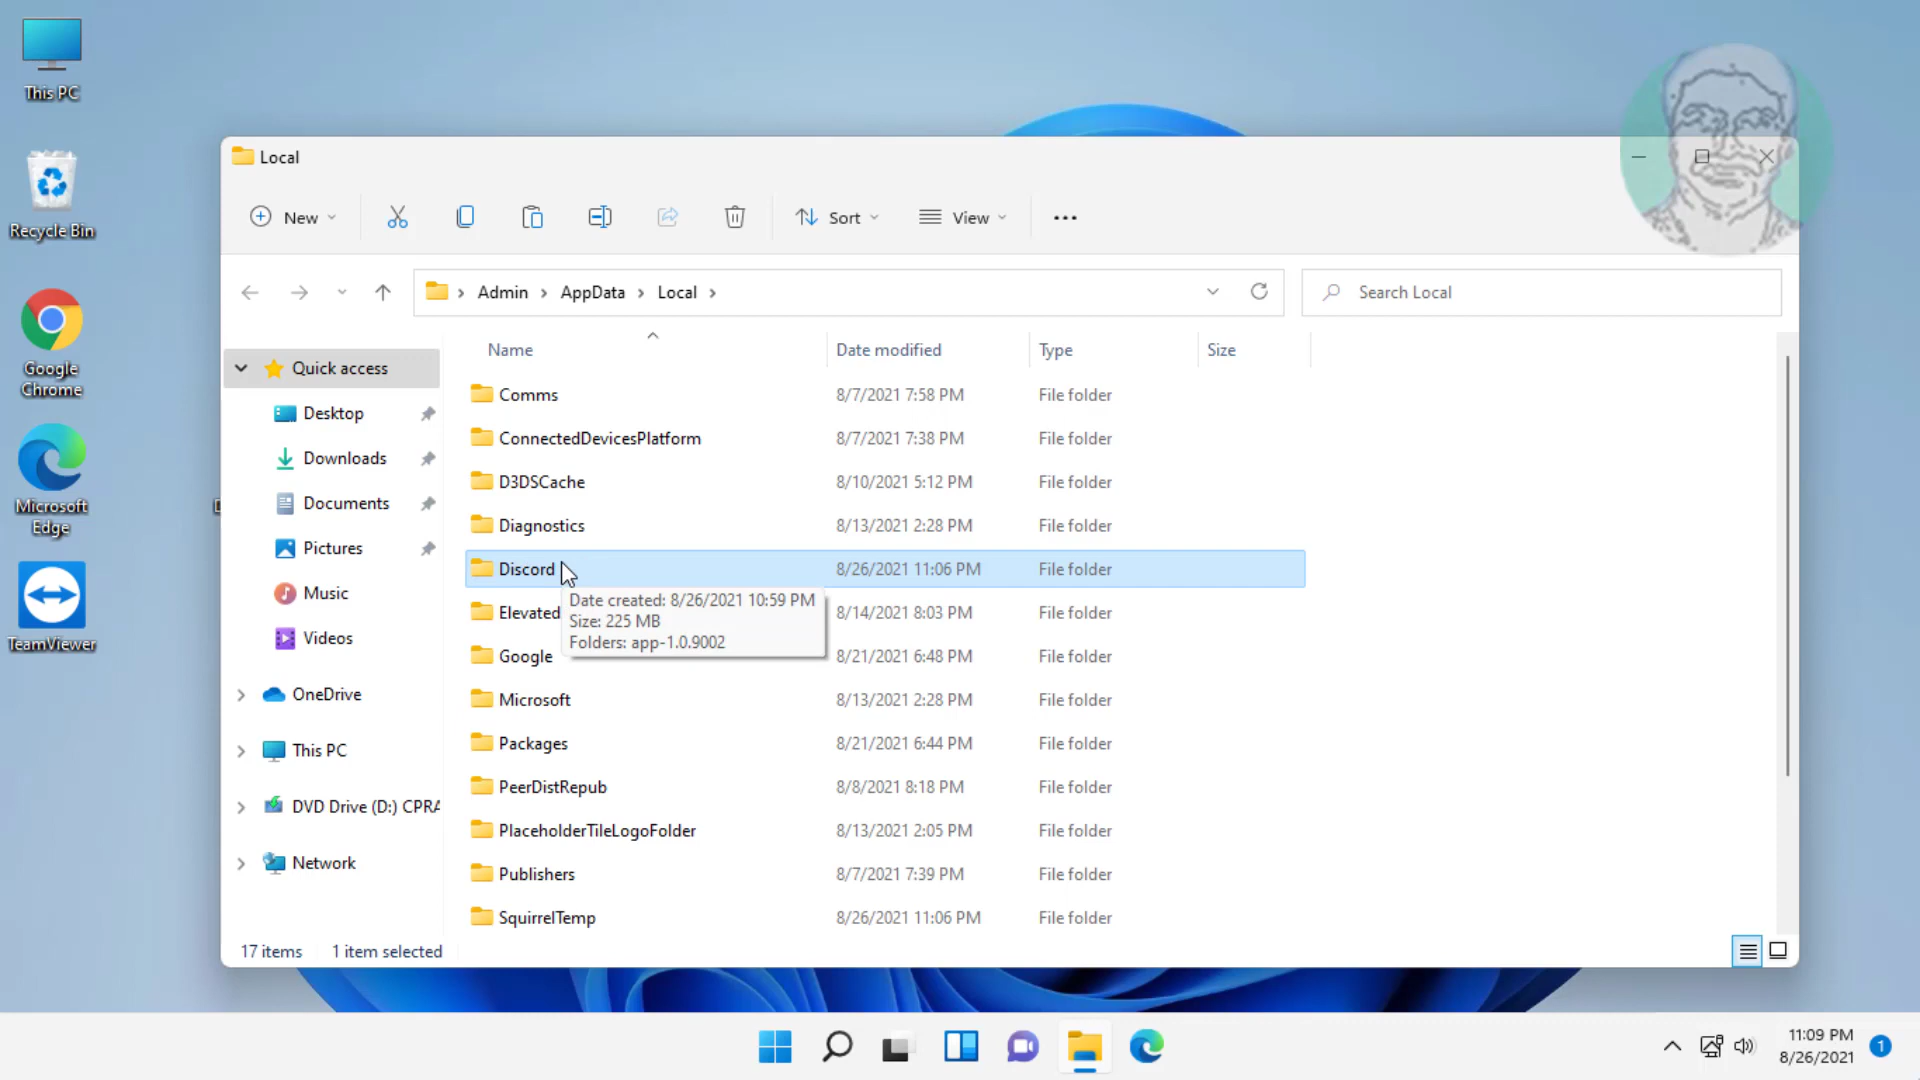 This PC
Recycle Bin
Google
Chrome
Microsoft
Edge
TeamViewer
Local
New
Sort
View
Admin
AppData
Local
Search Local
Quick access
Desktop
Downloads
Documents
Pictures
Music
Videos
OneDrive
This PC
DVD Drive (D:) CPRA
Network
Name Date modified Type Size
Comms 8/7/2021 7:58 PM File folder
ConnectedDevicesPlatform 8/7/2021 7:38 PM File folder
D3DSCache 8/10/2021 5:12 PM File folder
Diagnostics 8/13/2021 2:28 PM File folder
Discord 8/26/2021 11:06 PM File folder
Date created: 8/26/2021 10:59 PM
Size: 225 MB
Folders: app-1.0.9002
Elevated 8/14/2021 8:03 PM File folder
Google 8/21/2021 6:48 PM File folder
Microsoft 8/13/2021 2:28 PM File folder
Packages 8/21/2021 6:44 PM File folder
PeerDistRepub 8/8/2021 8:18 PM File folder
PlaceholderTileLogoFolder 8/13/2021 2:05 PM File folder
Publishers 8/7/2021 7:39 PM File folder
SquirrelTemp 8/26/2021 11:06 PM File folder
17 items 1 item selected
11:09 PM
8/26/2021
1